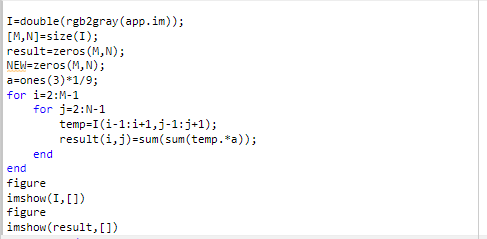 I=double(rgb2gray(app.im));
[M,N]=size(I);
result=zeros(M,N);
NEW=zeros(M,N);
a=ones(3)*1/9;
for i=2:M-1
    for j=2:N-1
        temp=I(i-1:i+1,j-1:j+1);
        result(i,j)=sum(sum(temp.*a));
    end
end
figure
imshow(I,[])
figure
imshow(result,[])